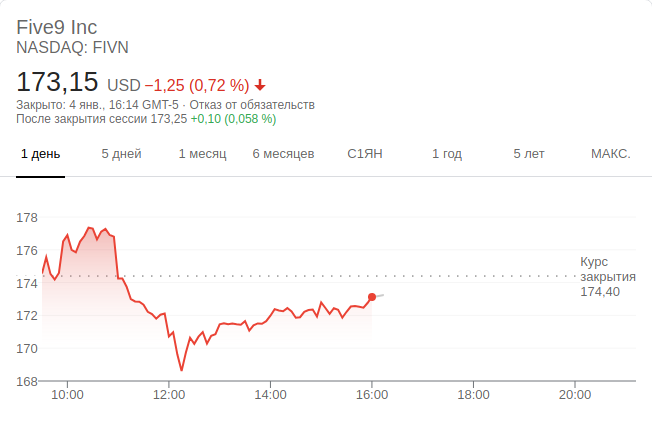 Five9 Inc
NASDAQ: FIVN
173,15 USD −1,25 (0,72 %)
Закрыто: 4 янв., 16:14 GMT-5 · Отказ от обязательств
После закрытия сессии 173,25 +0,10 (0,058 %)
1 день 5 дней 1 месяц 6 месяцев С1ЯН 1 год 5 лет МАКС.
178
176
174
172
170
168
Курс
закрытия
174,40
10:00 12:00 14:00 16:00 18:00 20:00